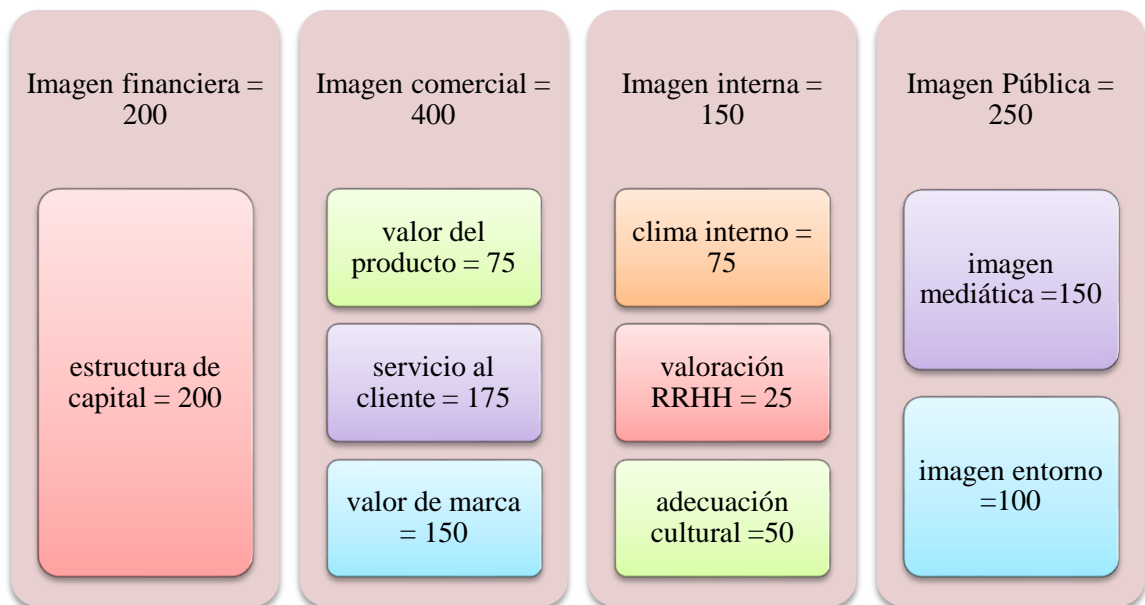 Imagen financiera =
200
estructura de
capital = 200
Imagen comercial =
400
valor del
producto = 75
servicio al
cliente = 175
valor de marca
= 150
Imagen interna =
150
clima interno =
75
valoración
RRHH = 25
adecuación
cultural =50
Imagen Pública =
250
imagen
mediática =150
imagen entorno
=100